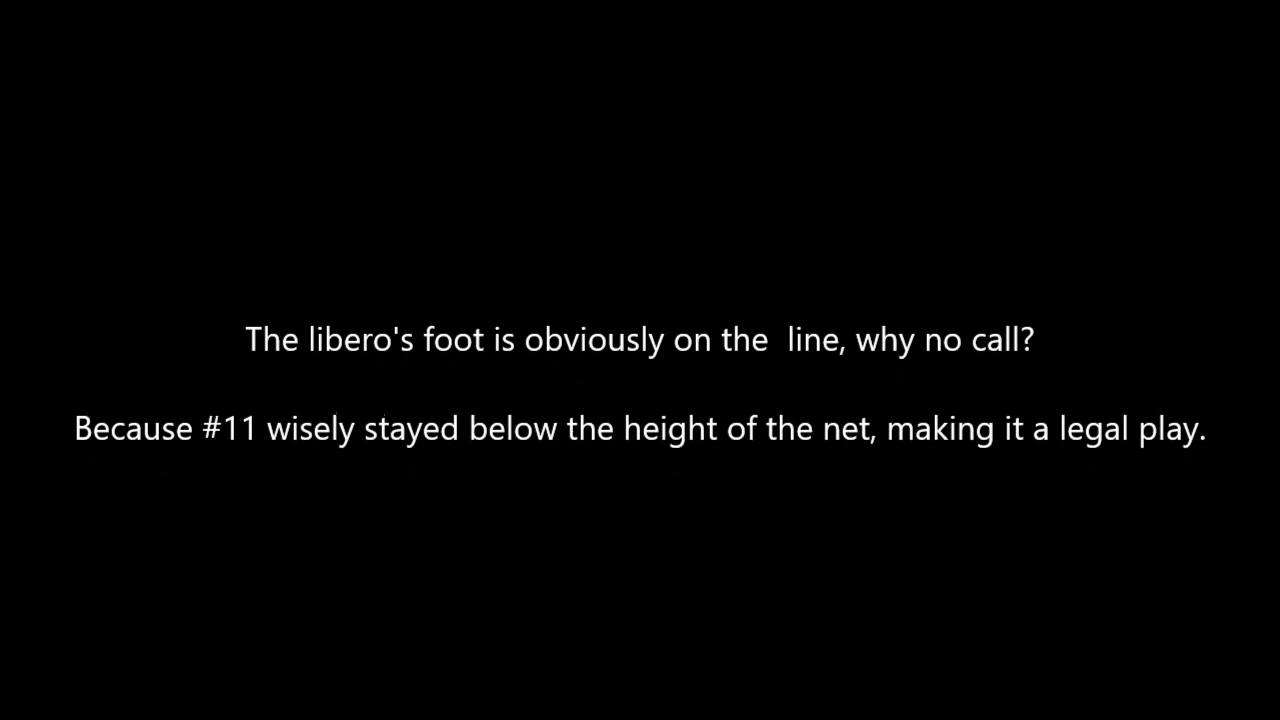 The libero's foot is obviously on the  line, why no call?
Because #11 wisely stayed below the height of the net, making it a legal play.